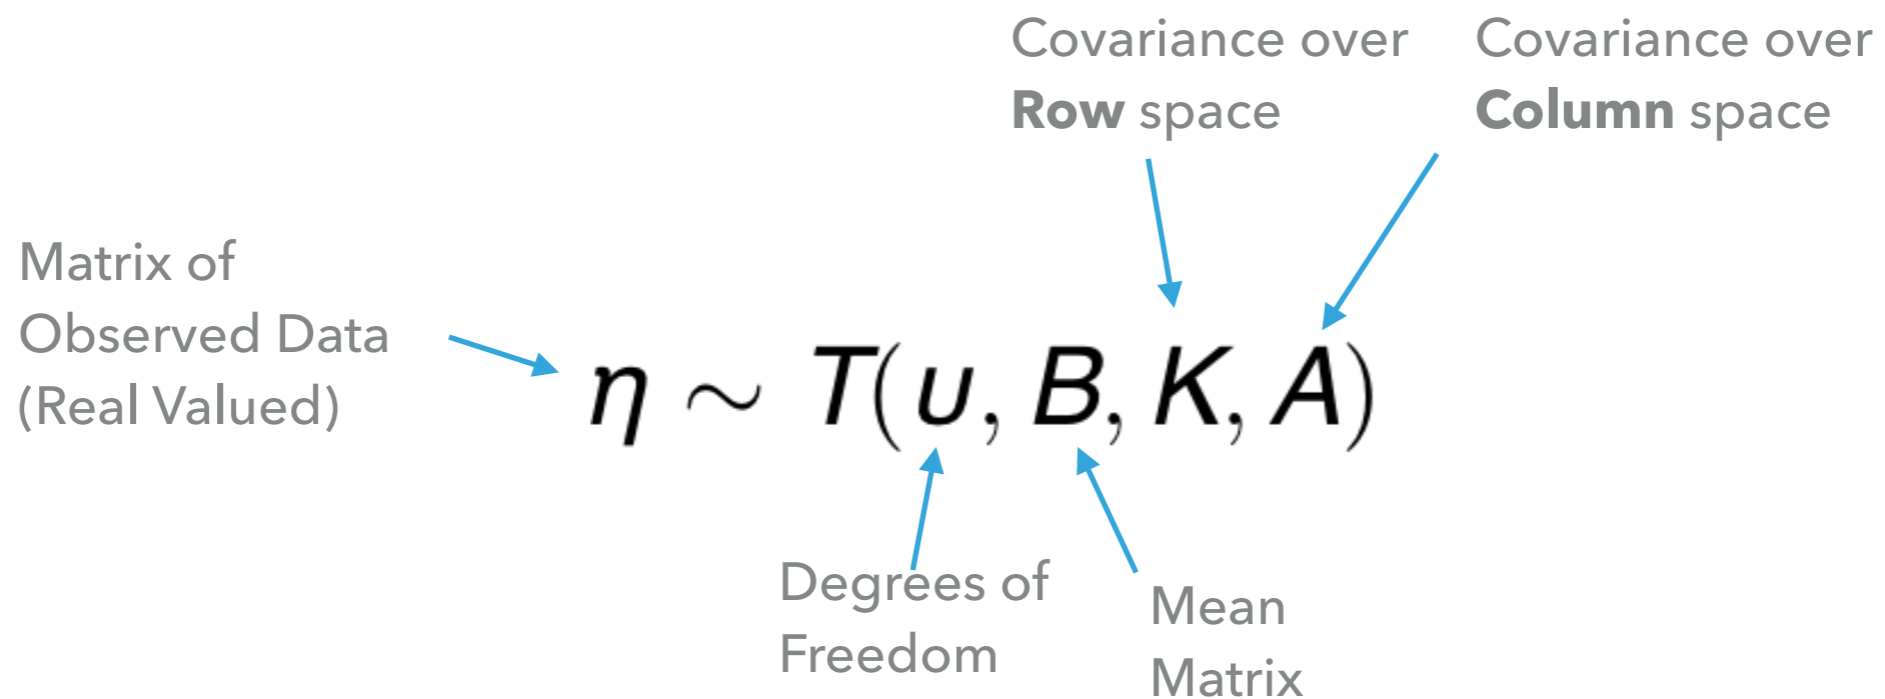 Covariance over
Row space
Covariance over
Column space
Matrix of
Observed Data
(Real Valued)
η ∼ T(υ, B, K, A)
Degrees of
Freedom
Mean
Matrix